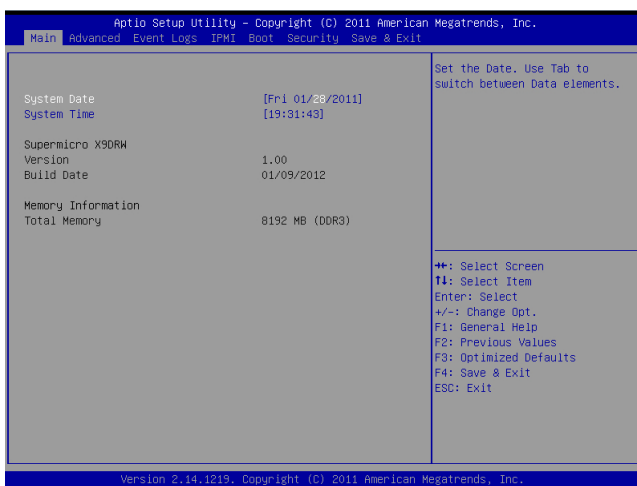 Aptio Setup Utility – Copyright (C) 2011 American Megatrends, Inc.
Main Advanced Event Logs IPMI Boot Security Save & Exit
Set the Date. Use Tab to
switch between Data elements.
System Date [Fri 01/28/2011]
System Time [19:31:43]
Supermicro X9DRW
Version 1.00
Build Date 01/09/2012
Memory Information
Total Memory 8192 MB (DDR3)
→←: Select Screen
↑↓: Select Item
Enter: Select
+/-: Change Opt.
F1: General Help
F2: Previous Values
F3: Optimized Defaults
F4: Save & Exit
ESC: Exit
Version 2.14.1219. Copyright (C) 2011 American Megatrends, Inc.